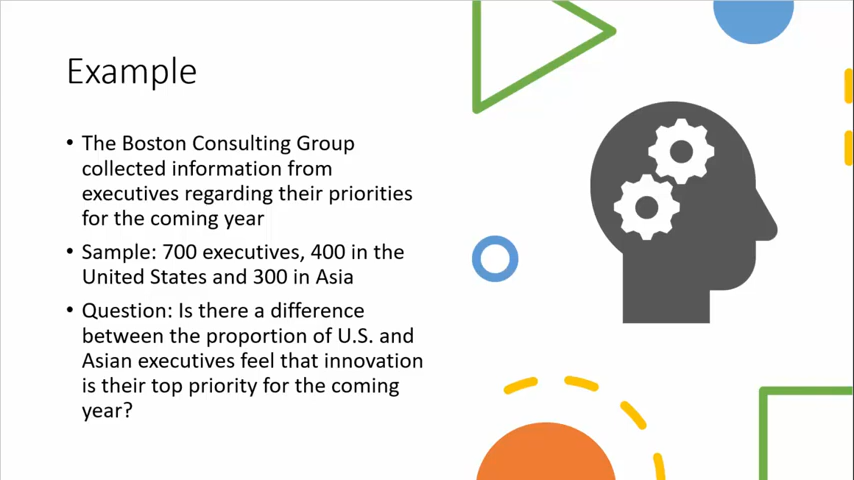 Example
• The Boston Consulting Group
collected information from
executives regarding their priorities
for the coming year
• Sample: 700 executives, 400 in the
United States and 300 in Asia
• Question: Is there a difference
between the proportion of U.S. and
Asian executives feel that innovation
is their top priority for the coming
year?